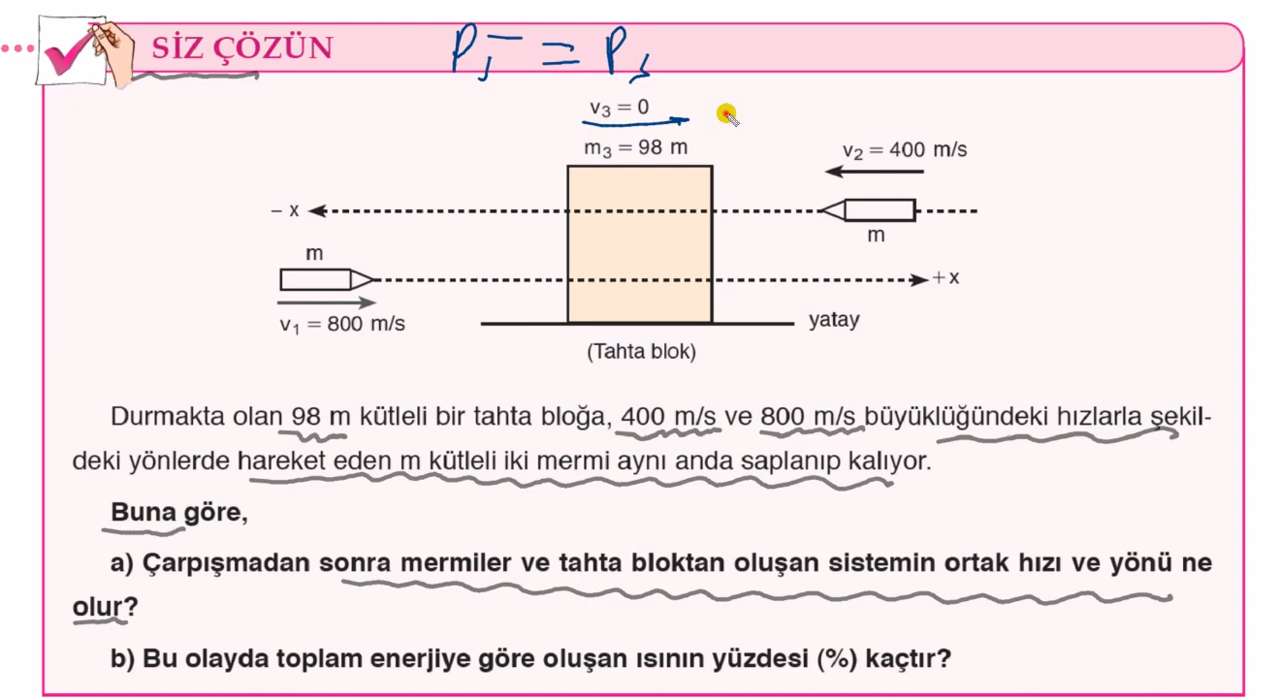 SİZ ÇÖZÜN
Pİ = Ps
v₃ = 0
m₃ = 98 m
v₂ = 400 m/s
– x
m
m
+x
v₁ = 800 m/s
yatay
(Tahta blok)
Durmakta olan 98 m kütleli bir tahta bloğa, 400 m/s ve 800 m/s büyüklüğündeki hızlarla şekil-
deki yönlerde hareket eden m kütleli iki mermi aynı anda saplanıp kalıyor.
Buna göre,
a) Çarpışmadan sonra mermiler ve tahta bloktan oluşan sistemin ortak hızı ve yönü ne
olur?
b) Bu olayda toplam enerjiye göre oluşan ısının yüzdesi (%) kaçtır?